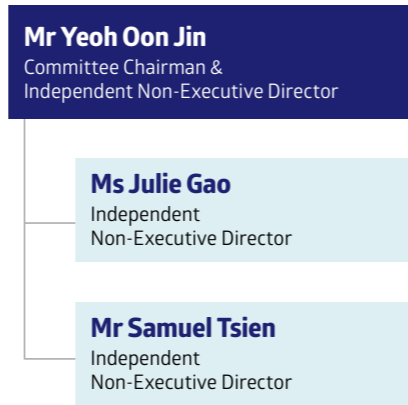 Mr Yeoh Oon Jin
Committee Chairman &
Independent Non-Executive Director
Ms Julie Gao
Independent
Non-Executive Director
Mr Samuel Tsien
Independent
Non-Executive Director